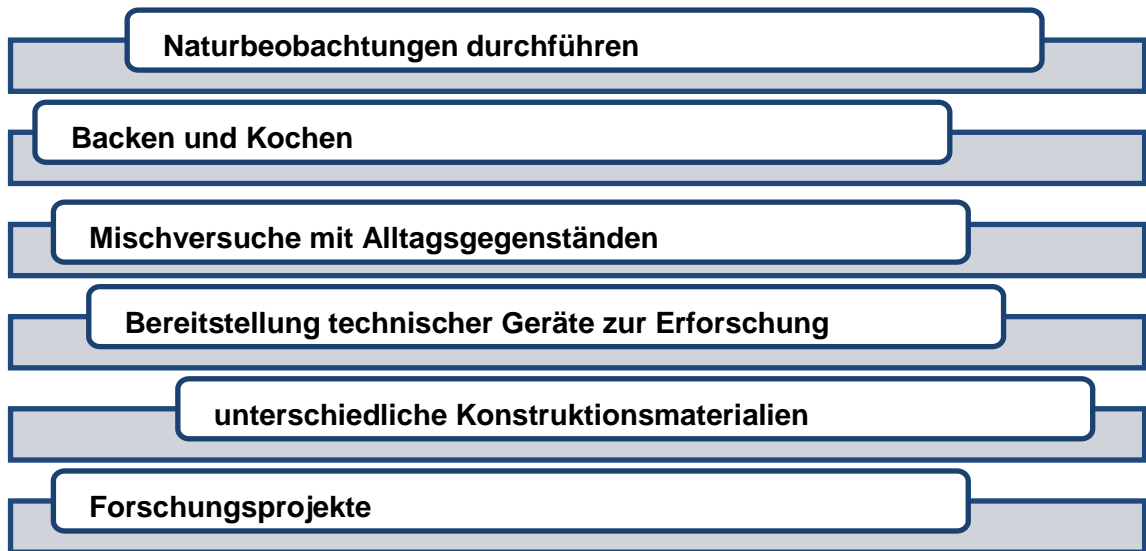 Naturbeobachtungen durchführen
Backen und Kochen
Mischversuche mit Alltagsgegenständen
Bereitstellung technischer Geräte zur Erforschung
unterschiedliche Konstruktionsmaterialien
Forschungsprojekte